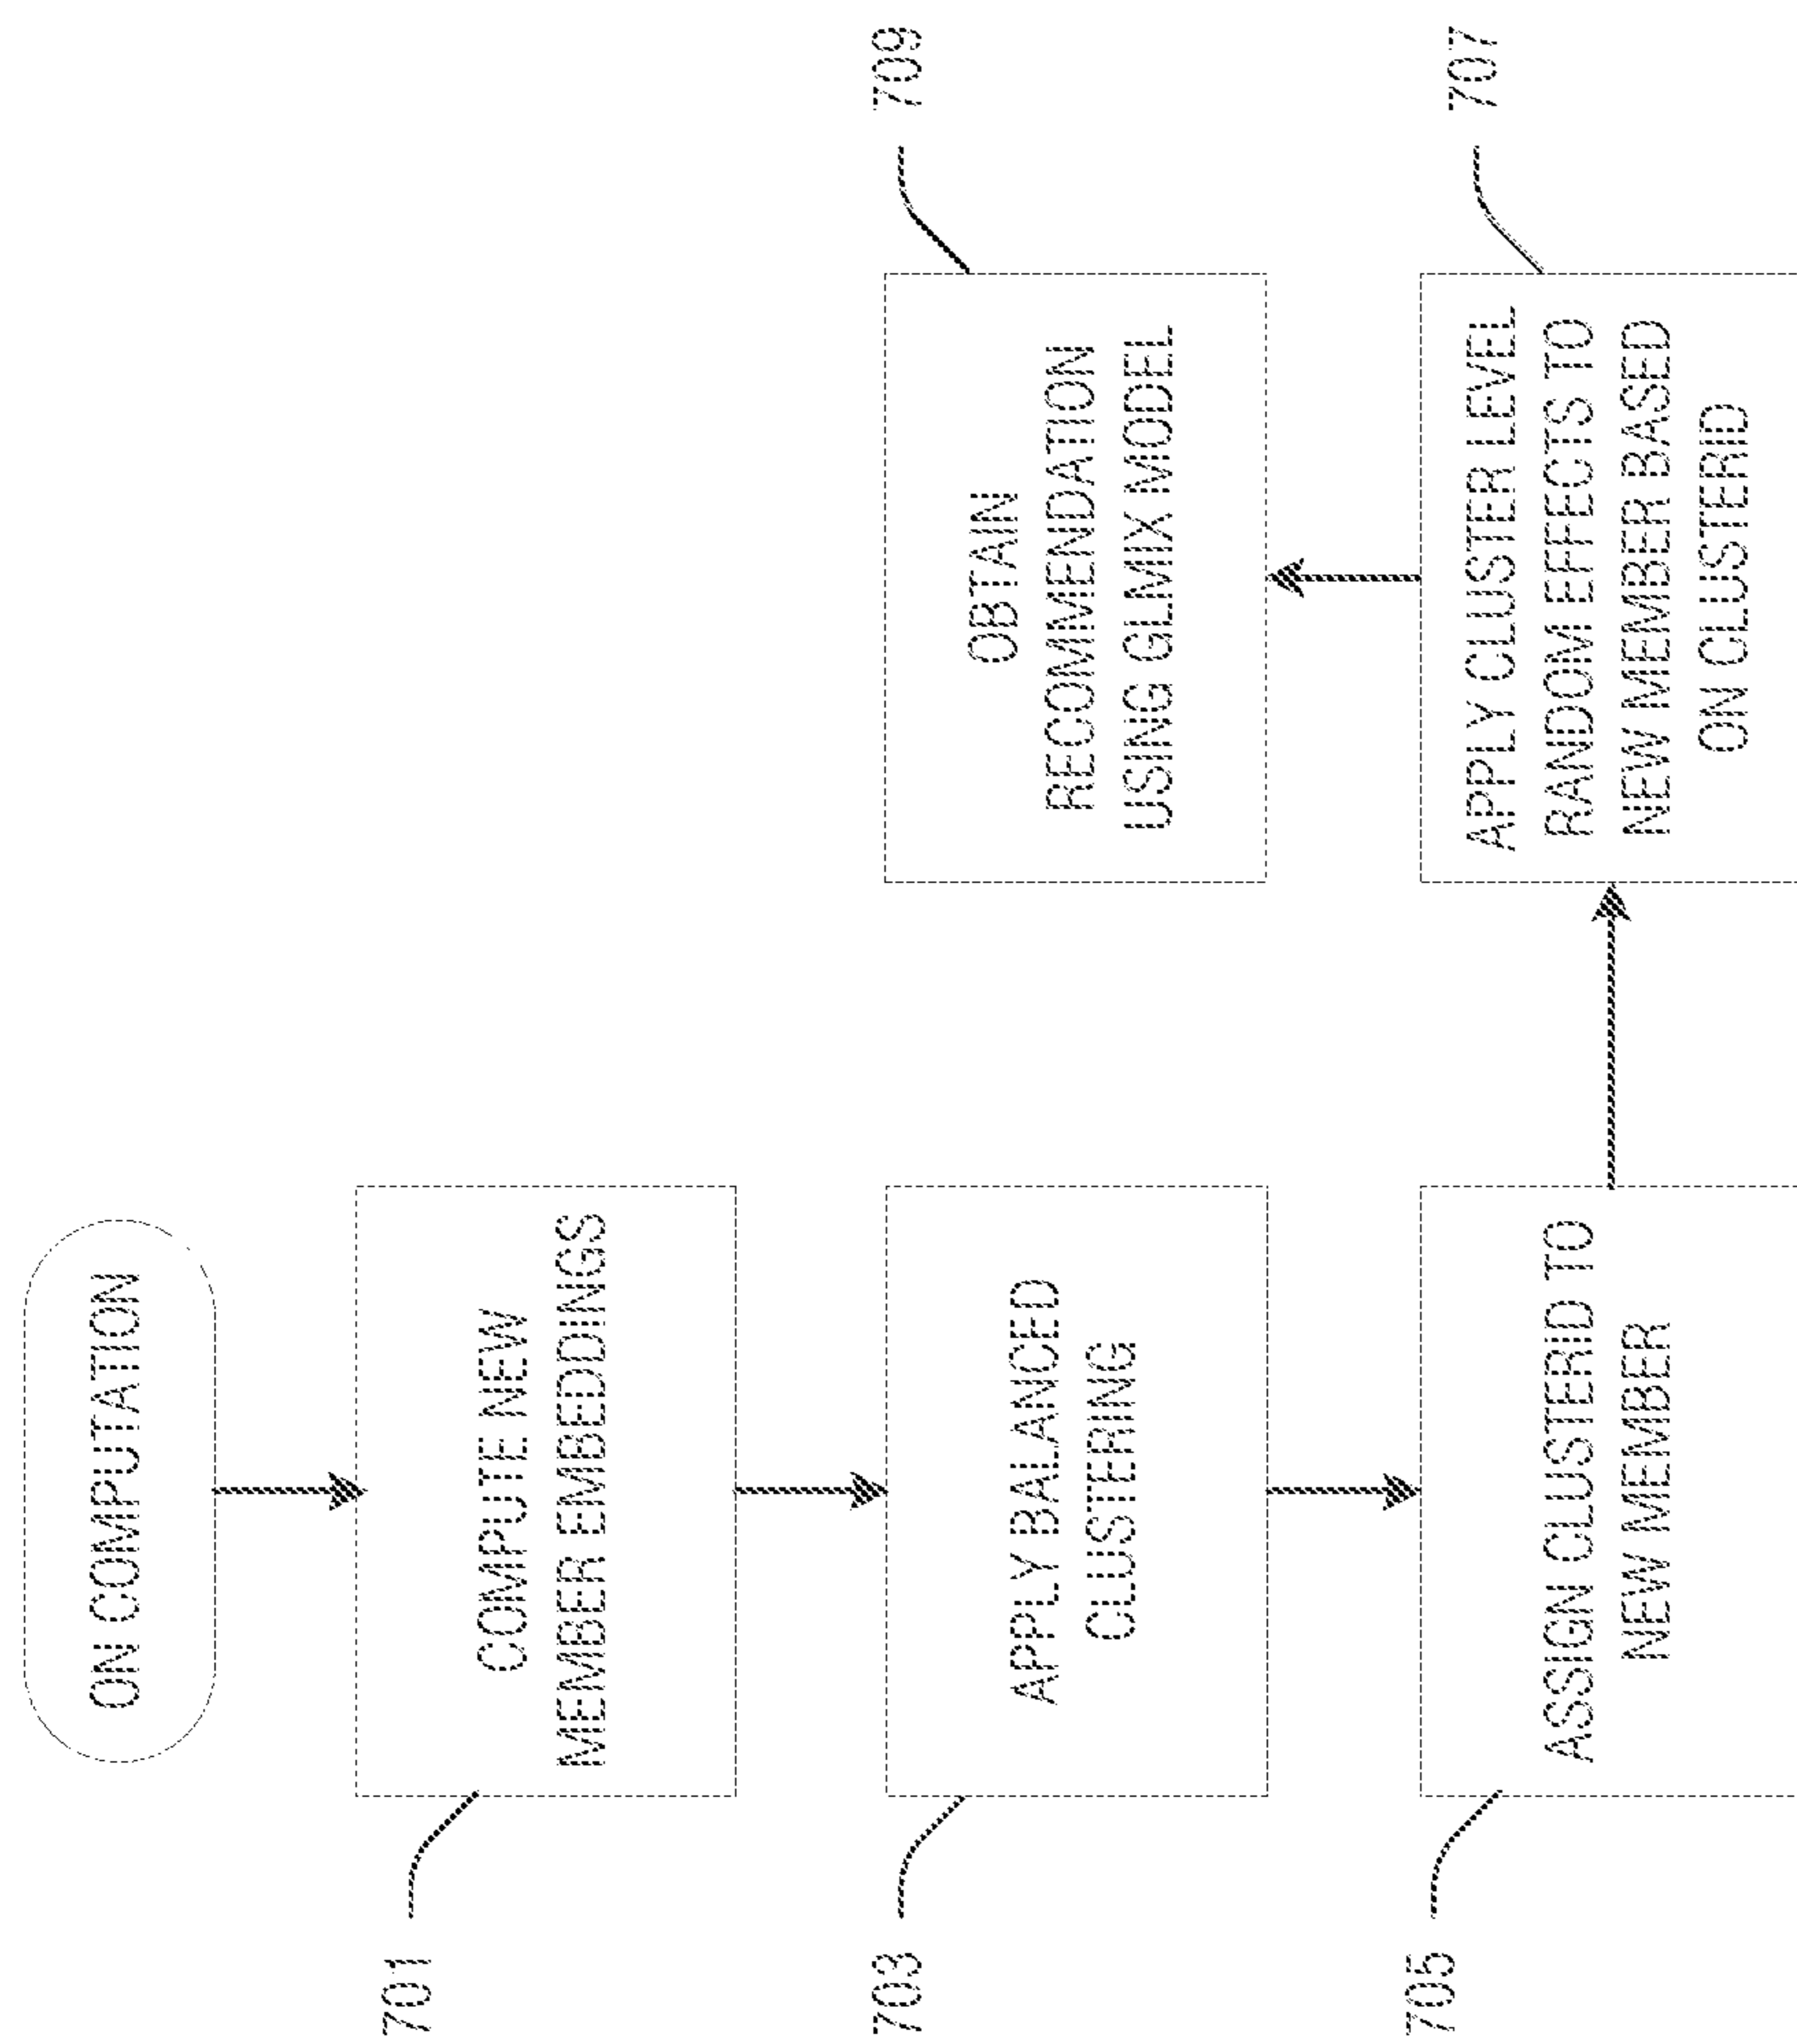 ON COMPUTATION
701
COMPUTE NEW
MEMBER EMBEDDINGS
703
APPLY BALANCED
CLUSTERING
705
ASSIGN CLUSTERID TO
NEW MEMBER
707
APPLY CLUSTER LEVEL
RANDOM EFFECTS TO
NEW MEMBER BASED
ON CLUSTERID
709
OBTAIN
RECOMMENDATION
USING GLMIX MODEL